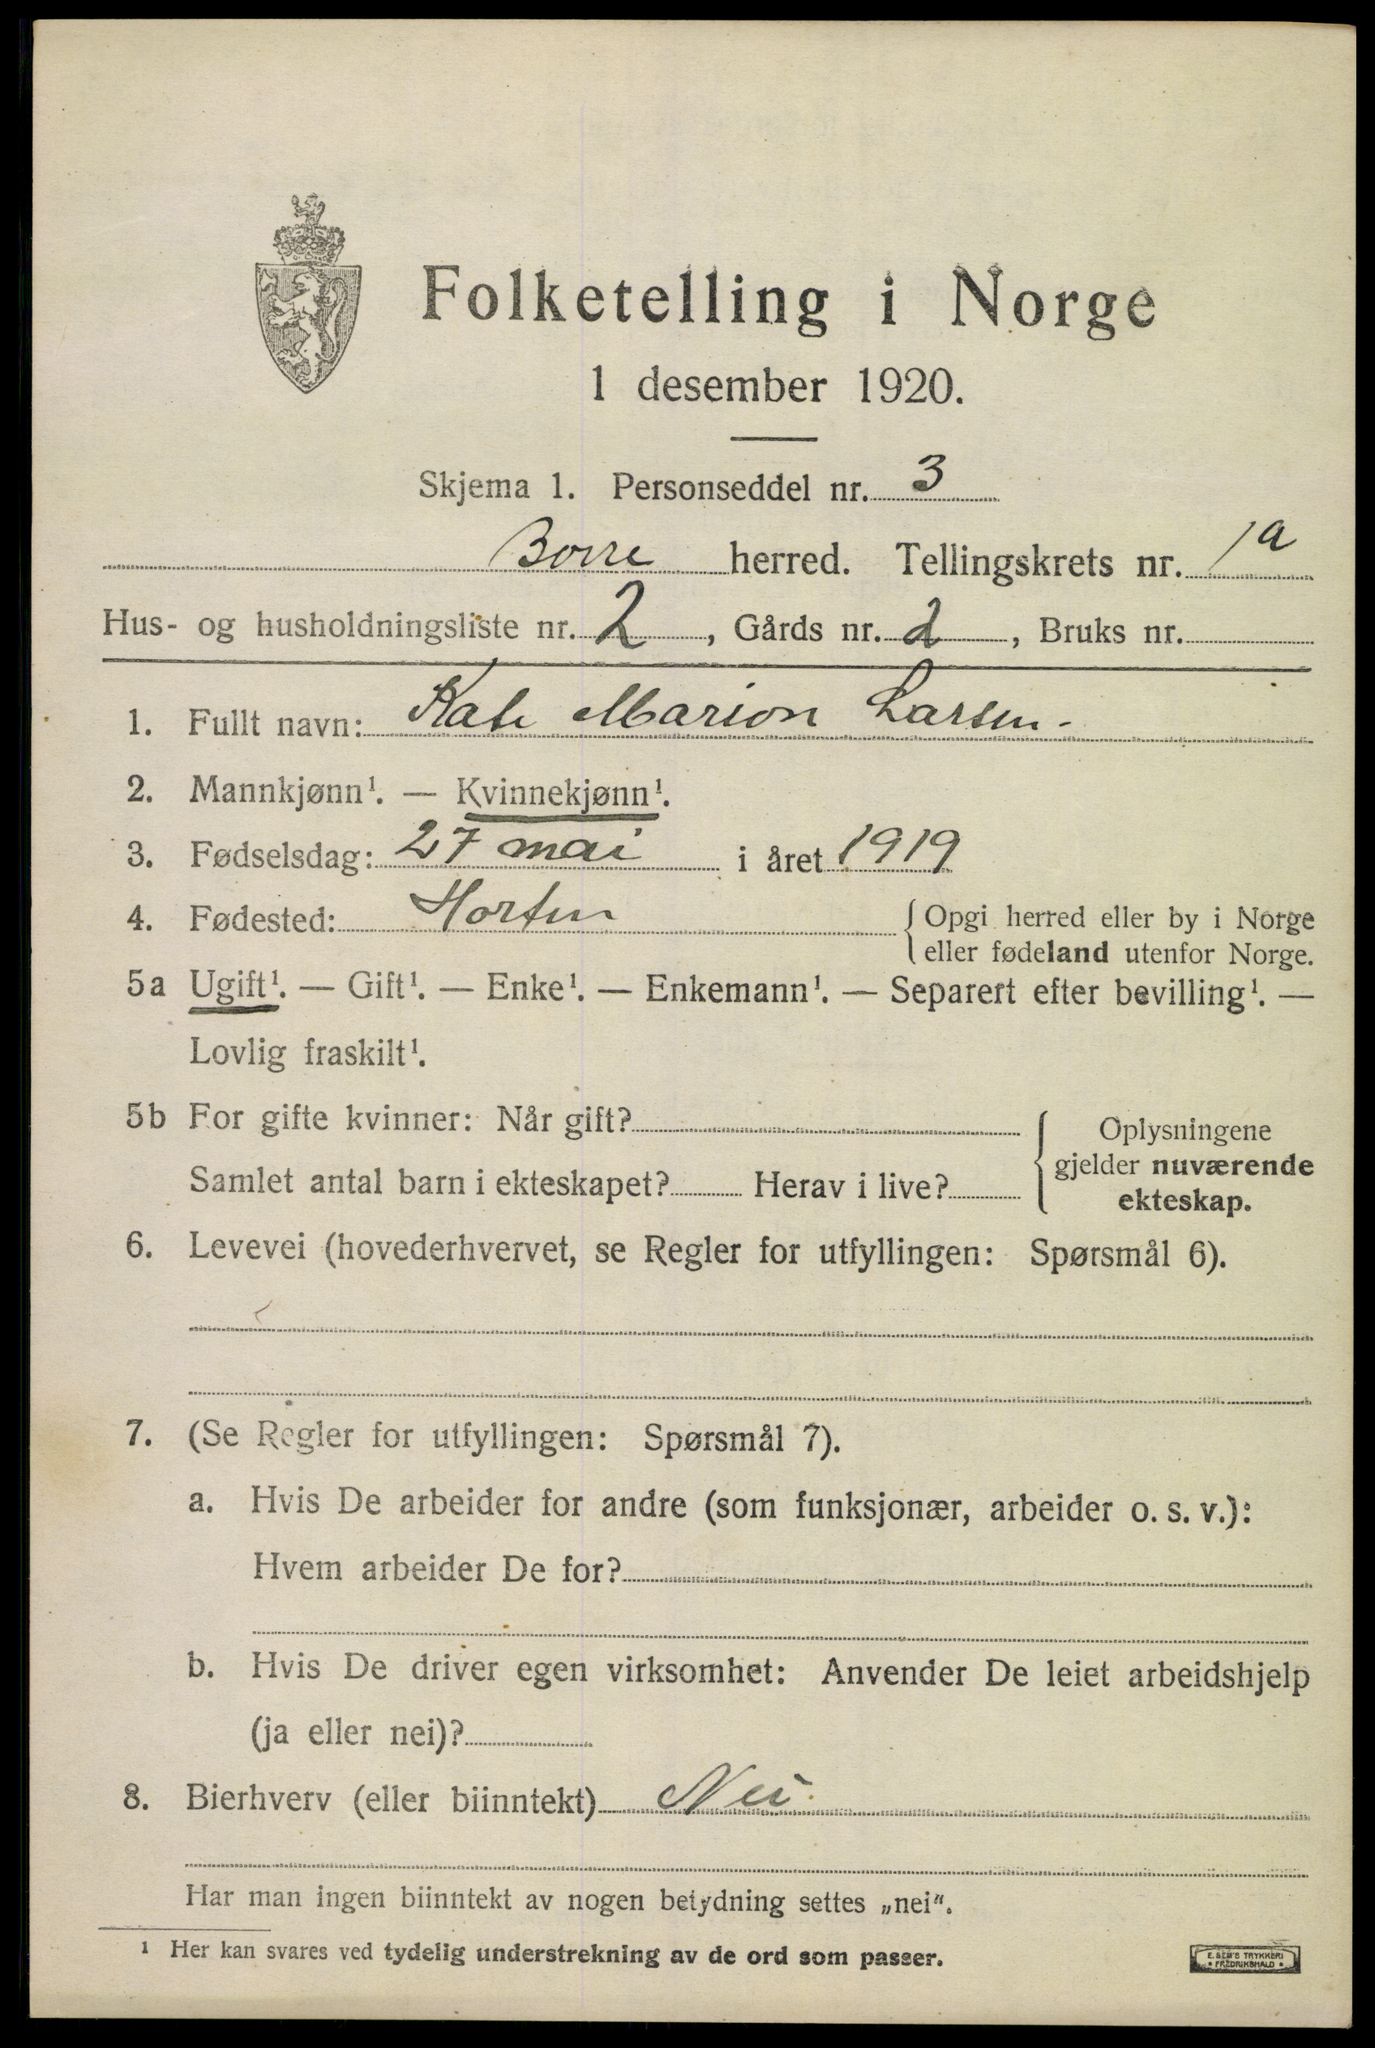 Folketelling i Norge
1 desember 1920.
Skjema 1. Personseddel nr. 3
Borre herred. Tellingskrets nr. 1a
Hus- og husholdningsliste nr. 2, Gårds nr. 2, Bruks nr.
1. Fullt navn: Kate Marion Larsen.
2. Mannkjønn¹. — Kvinnekjønn¹.
3. Fødselsdag: 27 mai i året 1919
4. Fødested: Horten { Opgi herred eller by i Norge
eller fødeland utenfor Norge.
5a Ugift¹. — Gift¹. — Enke¹. — Enkemann¹. — Separert efter bevilling¹. —
Lovlig fraskilt¹.
5b For gifte kvinner: Når gift?
Samlet antal barn i ekteskapet? Herav i live?
{ Oplysningene
gjelder nuværende
ekteskap.
6. Levevei (hovederhvervet, se Regler for utfyllingen: Spørsmål 6).
7. (Se Regler for utfyllingen: Spørsmål 7).
a. Hvis De arbeider for andre (som funksjonær, arbeider o. s. v.):
Hvem arbeider De for?
b. Hvis De driver egen virksomhet: Anvender De leiet arbeidshjelp
(ja eller nei)?
8. Bierhverv (eller biinntekt) Nei
Har man ingen biinntekt av nogen betydning settes „nei“.
¹ Her kan svares ved tydelig understrekning av de ord som passer.
E. SEM'S TRYKKERI
FREDRIKSHALD